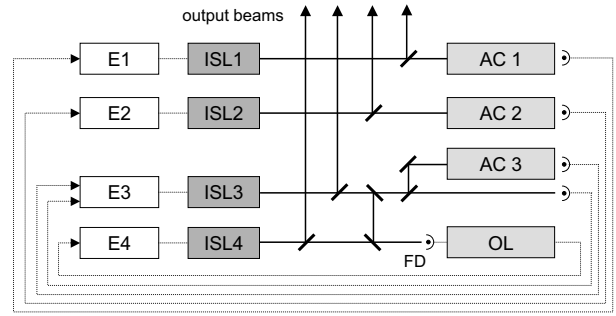 output beams
E1 ISL1 AC 1
E2 ISL2 AC 2
AC 3
E3 ISL3
E4 ISL4 OL
FD